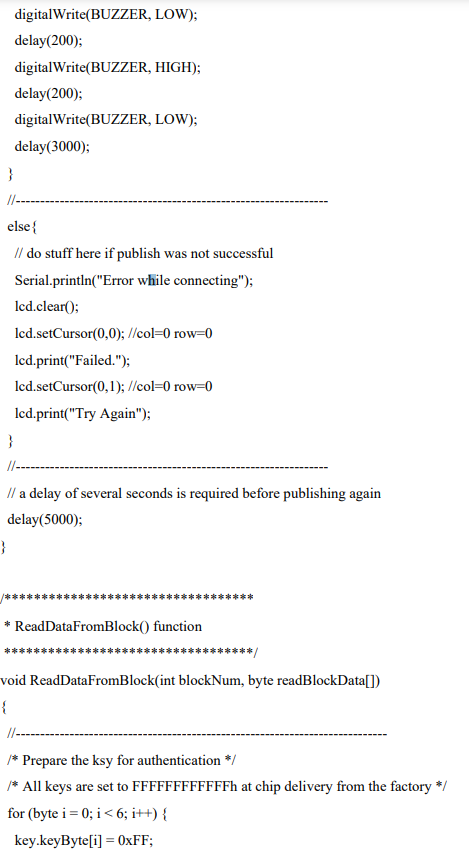 digitalWrite(BUZZER, LOW);
delay(200);
digitalWrite(BUZZER, HIGH);
delay(200);
digitalWrite(BUZZER, LOW);
delay(3000);
}
//----------------------------------------------------------------
else{
// do stuff here if publish was not successful
Serial.println("Error while connecting");
lcd.clear();
lcd.setCursor(0,0); //col=0 row=0
lcd.print("Failed.");
lcd.setCursor(0,1); //col=0 row=0
lcd.print("Try Again");
}
//----------------------------------------------------------------
// a delay of several seconds is required before publishing again
delay(5000);
}
/**********************************
* ReadDataFromBlock() function
**********************************/
void ReadDataFromBlock(int blockNum, byte readBlockData[])
{
//----------------------------------------------------------------------------
/* Prepare the ksy for authentication */
/* All keys are set to FFFFFFFFFFFFh at chip delivery from the factory */
for (byte i = 0; i < 6; i++) {
key.keyByte[i] = 0xFF;